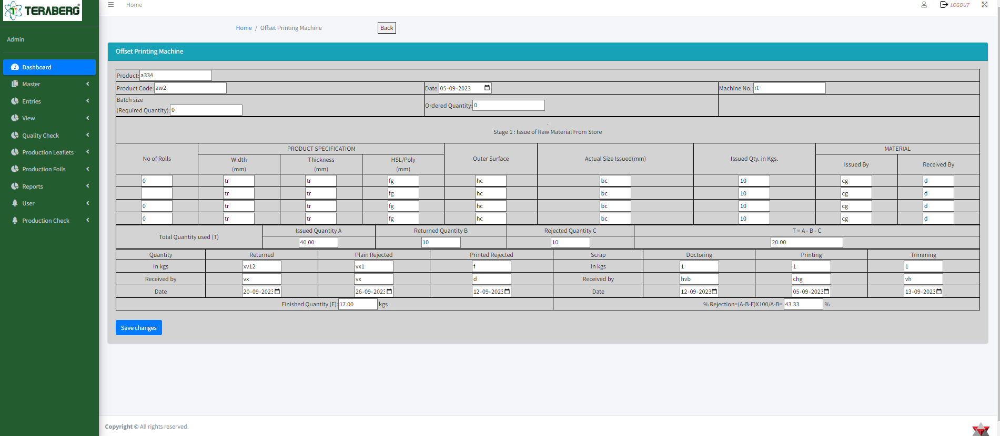 TERABERG®
Home
LOGOUT
Admin
Home / Offset Printing Machine
Back
Dashboard
Master
Entries
View
Quality Check
Production Leaflets
Production Foils
Reports
User
Production Check
Offset Printing Machine
Product: a334
Product Code: aw2 Date: 05-09-2023 Machine No.: rt
Batch size
(Required Quantity): 0 Ordered Quantity: 0
.
Stage 1 : Issue of Raw Material From Store
No of Rolls PRODUCT SPECIFICATION Outer Surface Actual Size Issued(mm) Issued Qty. in Kgs. MATERIAL
Width Thickness HSL/Poly
(mm) (mm) (mm)
Issued By Received By
0 tr tr fg hc bc 10 cg d
tr tr fg hc bc 10 cg d
0 tr tr fg hc bc 10 cg d
0 tr tr fg hc bc 10 cg d
Total Quantity used (T) Issued Quantity A Returned Quantity B Rejected Quantity C T = A - B - C
40.00 10 10 20.00
Quantity Returned Plain Rejected Printed Rejected Scrap Doctoring Printing Trimming
In kgs xv12 vx1 f In kgs 1 1 1
Received by vx vx d Received by hvb chg vh
Date 20-09-2023 26-09-2023 12-09-2023 Date 12-09-2023 05-09-2023 13-09-2023
Finished Quantity (F): 17.00 kgs % Rejection=(A-B-F)X100/A-B= 43.33 %
Save changes
Copyright © All rights reserved.